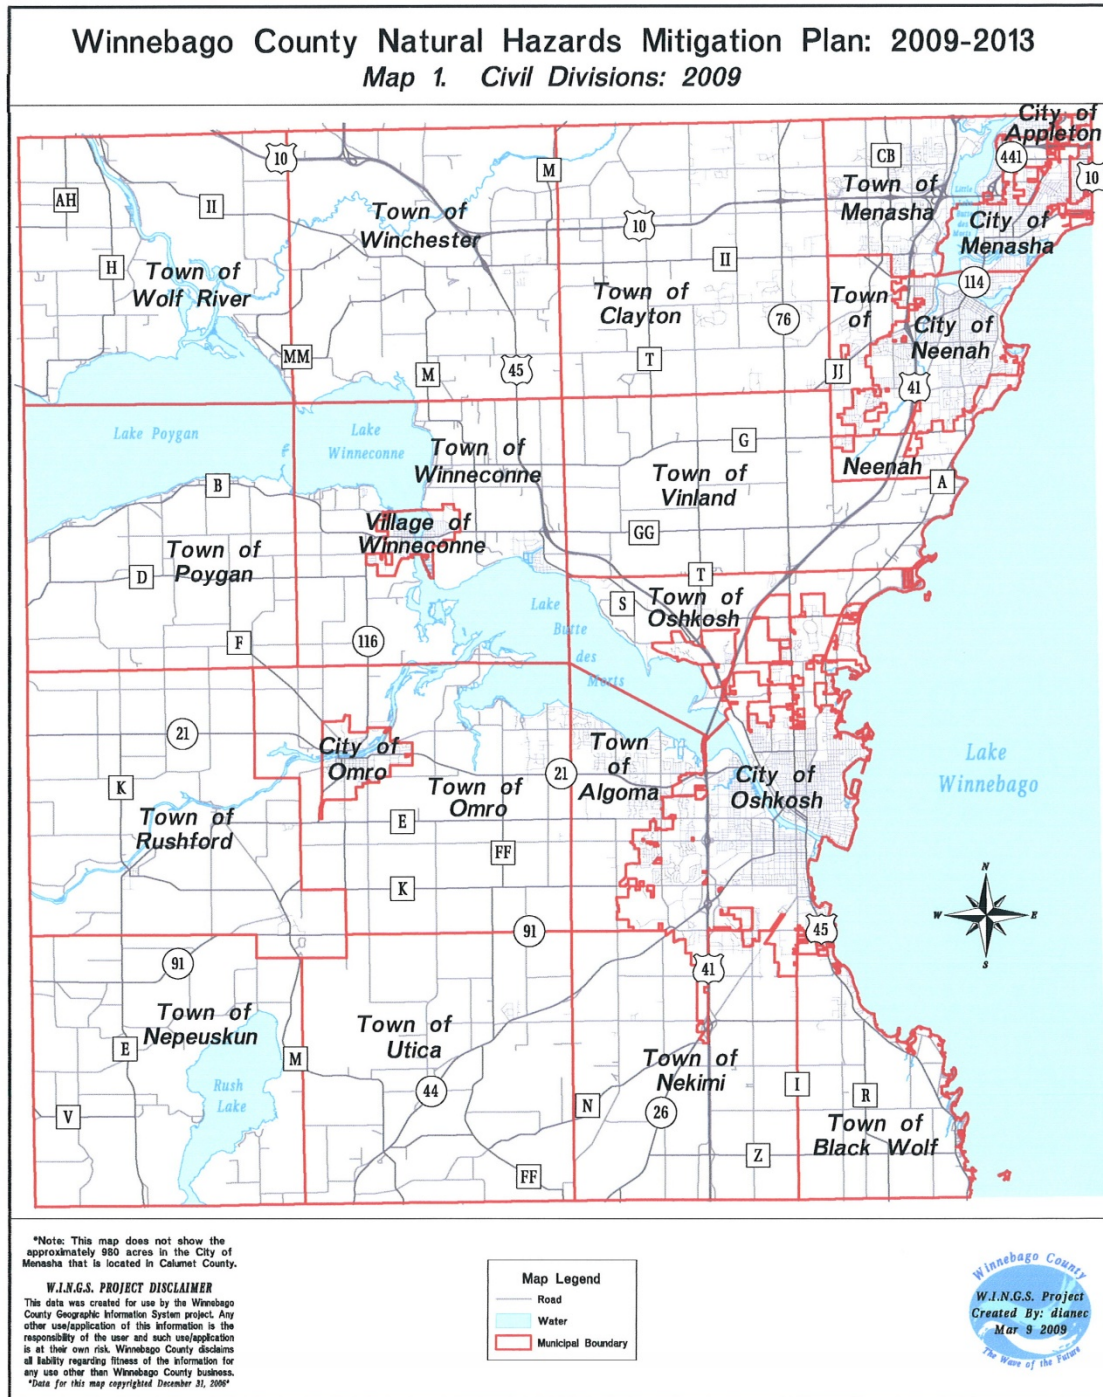 Winnebago County Natural Hazards Mitigation Plan: 2009-2013
Map 1. Civil Divisions: 2009
City of
Appleton
10
M
CB
441
10
AH
II
Town of
Winchester
Town of
Menasha
Little
des
Morts
City of
Menasha
10
H
II
Town of
Wolf River
Town of
Clayton
114
Town
of
76
City of
Neenah
MM
M
45
T
JJ
41
Lake Poygan
Lake
Winneconne
Town of
Winneconne
G
Town of
Vinland
Neenah
A
B
Village of
Winneconne
GG
Town of
Poygan
D
T
S
Town of
Oshkosh
Lake
Butte
des
Morts
F
116
21
City of
Omro
Town
of
Algoma
21
City of
Oshkosh
Lake
Winnebago
K
Town of
Omro
Town of
Rushford
E
FF
K
N
W
E
S
91
45
91
41
Town of
Nepeuskun
Town of
Utica
E
M
Town of
Nekimi
Rush
Lake
44
N
26
I
R
V
Town of
Black Wolf
Z
FF
*Note: This map does not show the
approximately 980 acres in the City of
Menasha that is located in Calumet County.
W.I.N.G.S. PROJECT DISCLAIMER
This data was created for use by the Winnebago
County Geographic Information System project. Any
other use/application of this information is the
responsibility of the user and such use/application
is at their own risk. Winnebago County disclaims
all liability regarding fitness of the information for
any use other than Winnebago County business.
*Data for this map copyrighted December 31, 2006*
Map Legend
Road
Water
Municipal Boundary
Winnebago County
W.I.N.G.S. Project
Created By: dianec
Mar 9 2009
The Wave of the Future